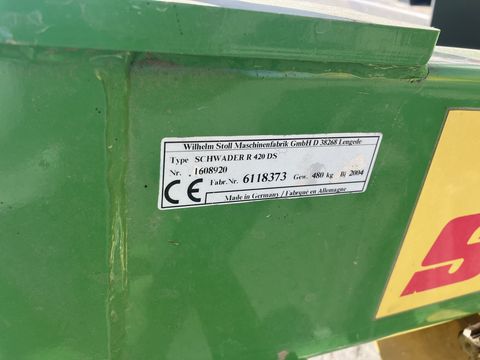 Wilhelm Stoll Maschinenfabrik GmbH D 38268 Lengede
Type SCHWADER R 420 DS
Nr. 1608920
CE Fabr.Nr. 6118373 Gew. 480 kg Bj 2004
Made in Germany / Fabrique en Allemagne
S